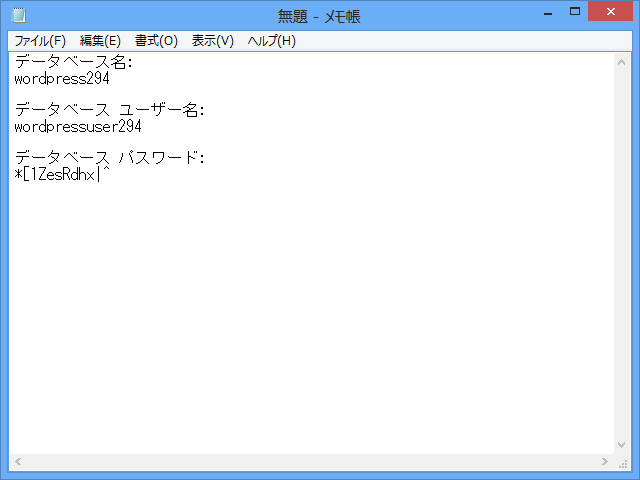 無題 - メモ帳
ファイル(F) 編集(E) 書式(O) 表示(V) ヘルプ(H)
データベース名:
wordpress294
データベース ユーザー名:
wordpressuser294
データベース パスワード:
*[1ZesRdhx|^